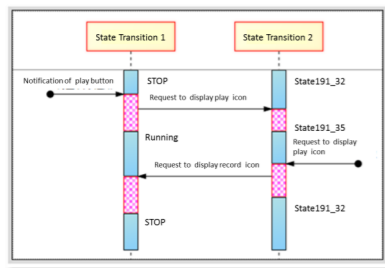 State Transition 1
State Transition 2
Notification of play button
STOP
State191_32
Request to display play icon
State191_35
Running
Request to display
play icon
Request to display record icon
STOP
State191_32